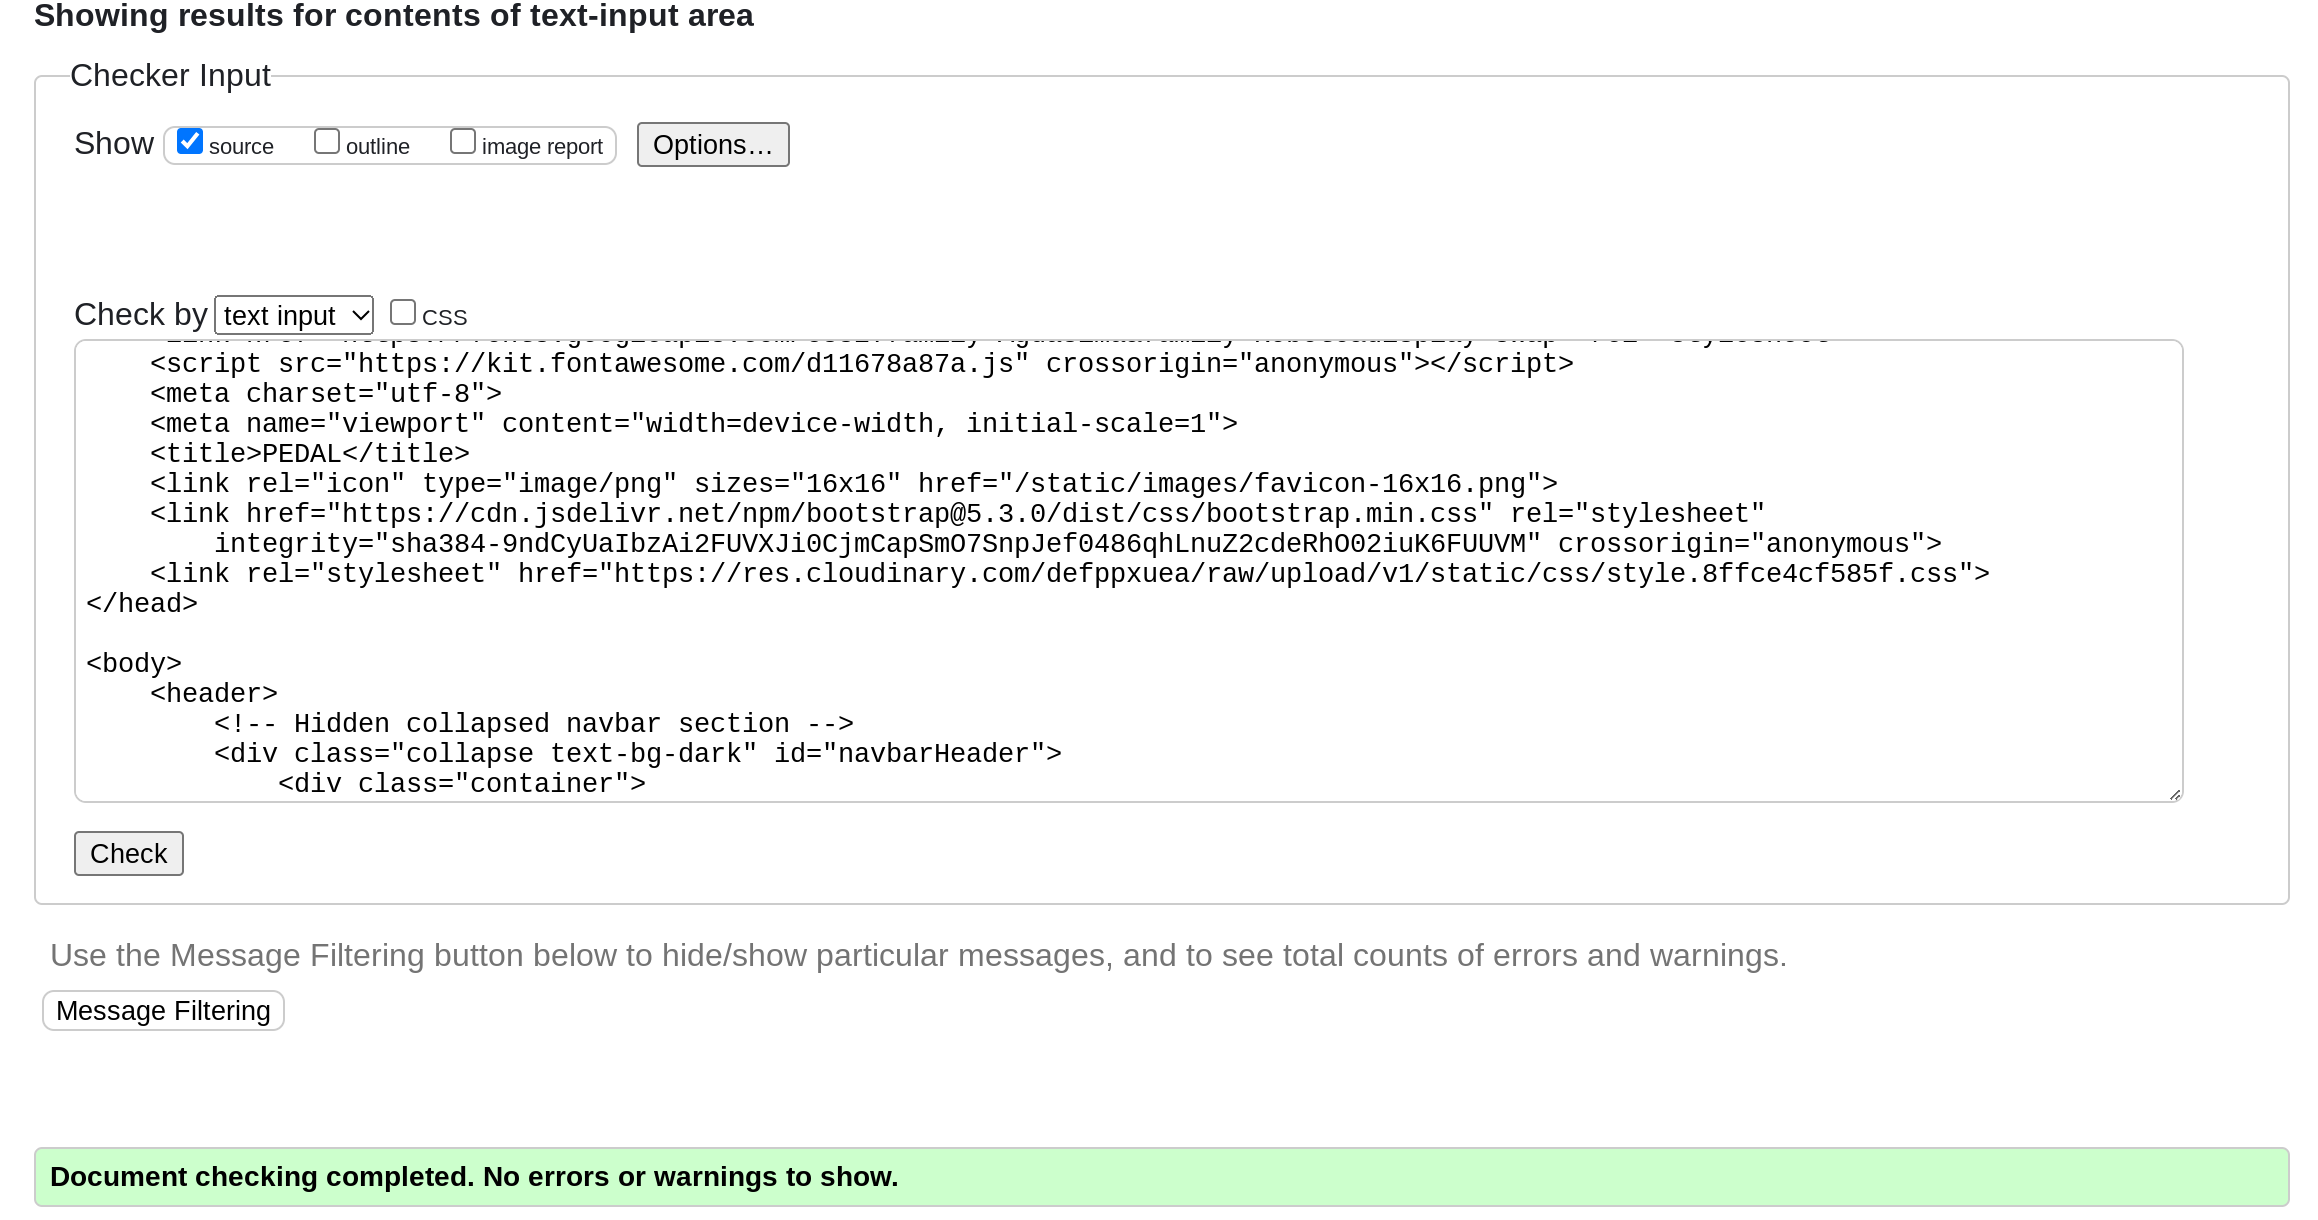 Showing results for contents of text-input area
Checker Input
Show source outline image report Options…
Check by text input CSS
<script src="https://kit.fontawesome.com/d11678a87a.js" crossorigin="anonymous"></script>
<meta charset="utf-8">
<meta name="viewport" content="width=device-width, initial-scale=1">
<title>PEDAL</title>
<link rel="icon" type="image/png" sizes="16x16" href="/static/images/favicon-16x16.png">
<link href="https://cdn.jsdelivr.net/npm/bootstrap@5.3.0/dist/css/bootstrap.min.css" rel="stylesheet"
integrity="sha384-9ndCyUaIbzAi2FUVXJi0CjmCapSmO7SnpJef0486qhLnuZ2cdeRhO02iuK6FUUVM" crossorigin="anonymous">
<link rel="stylesheet" href="https://res.cloudinary.com/defppxuea/raw/upload/v1/static/css/style.8ffce4cf585f.css">
</head>
<body>
<header>
<!-- Hidden collapsed navbar section -->
<div class="collapse text-bg-dark" id="navbarHeader">
<div class="container">
Check
Use the Message Filtering button below to hide/show particular messages, and to see total counts of errors and warnings.
Message Filtering
Document checking completed. No errors or warnings to show.